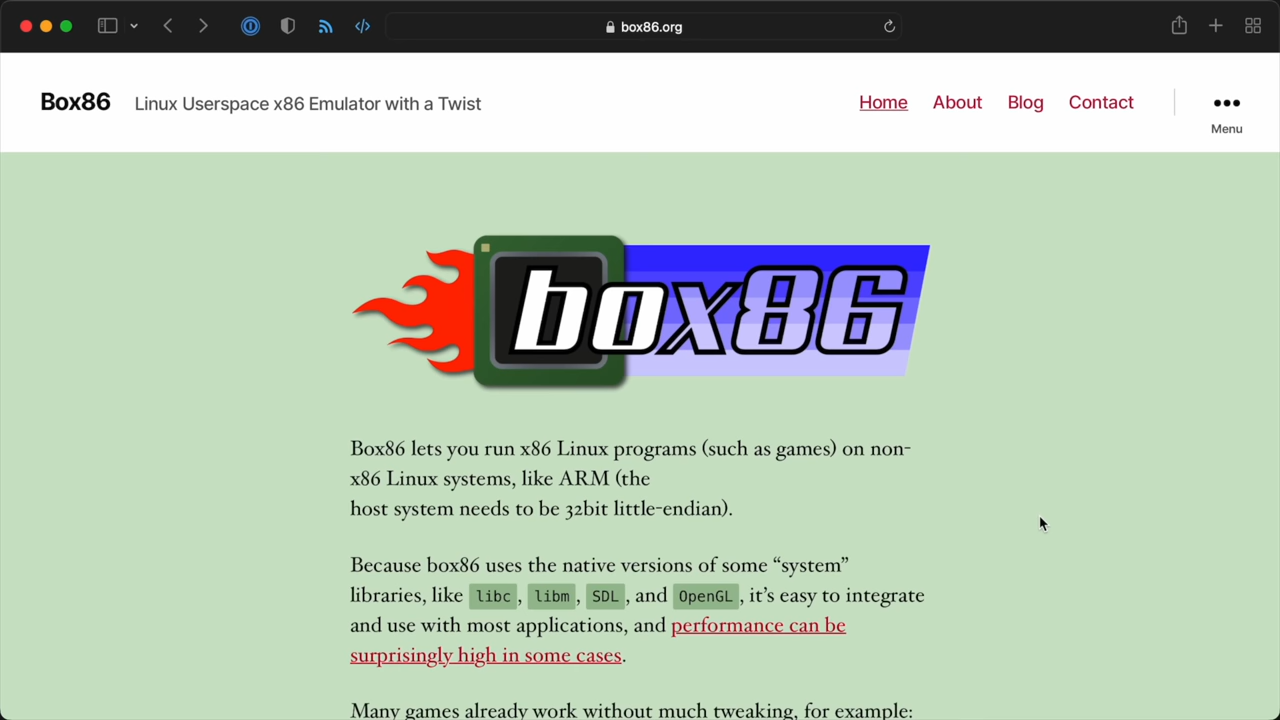 box86.org
Box86
Linux Userspace x86 Emulator with a Twist
Home
About
Blog
Contact
Menu
box86
Box86 lets you run x86 Linux programs (such as games) on non-
x86 Linux systems, like ARM (the
host system needs to be 32bit little-endian).
Because box86 uses the native versions of some “system”
libraries, like libc, libm, SDL, and OpenGL, it’s easy to integrate
and use with most applications, and performance can be
surprisingly high in some cases.
Many games already work without much tweaking, for example: